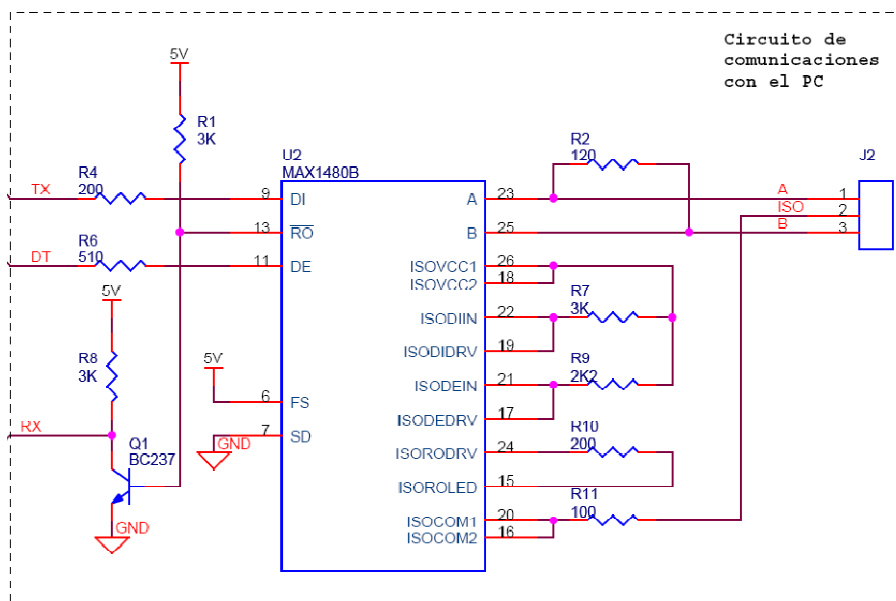 Circuito de
comunicaciones
con el PC
5V
R1
3K
U2
MAX1480B
R2
120
J2
R4
200
TX
9
DI
A
23
A
1
ISO
2
13
RO
B
25
B
3
R6
510
DT
11
DE
ISOVCC1
26
ISOVCC2
18
5V
ISODIIN
22
R7
3K
R8
3K
ISODIDRV
19
5V
ISODEIN
21
R9
2K2
6
FS
ISODEDRV
17
RX
7
SD
GND
ISORODRV
24
R10
200
Q1
BC237
ISOROLED
15
R11
100
ISOCOM1
20
ISOCOM2
16
GND